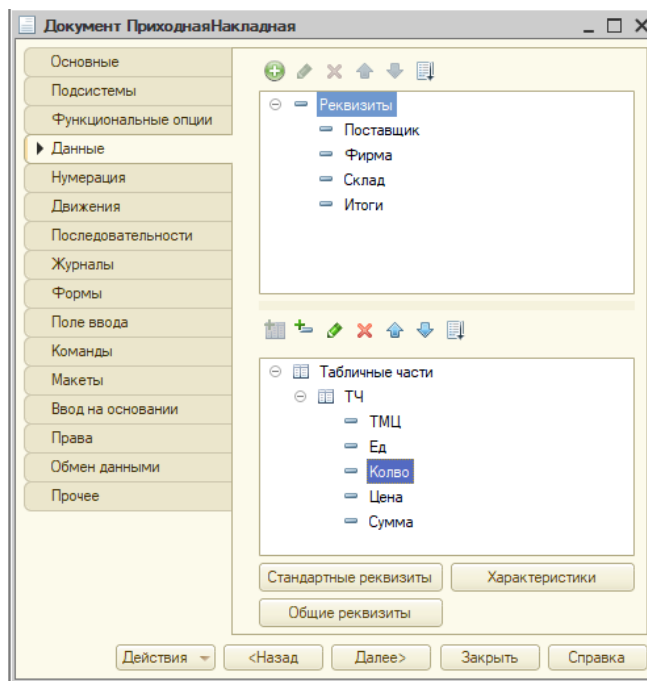 Документ ПриходнаяНакладная
Основные
Подсистемы
Функциональные опции
Данные
Нумерация
Движения
Последовательности
Журналы
Формы
Поле ввода
Команды
Макеты
Ввод на основании
Права
Обмен данными
Прочее
Реквизиты
Поставщик
Фирма
Склад
Итоги
Табличные части
ТЧ
ТМЦ
Ед
Колво
Цена
Сумма
Стандартные реквизиты
Характеристики
Общие реквизиты
Действия
<Назад
Далее>
Закрыть
Справка